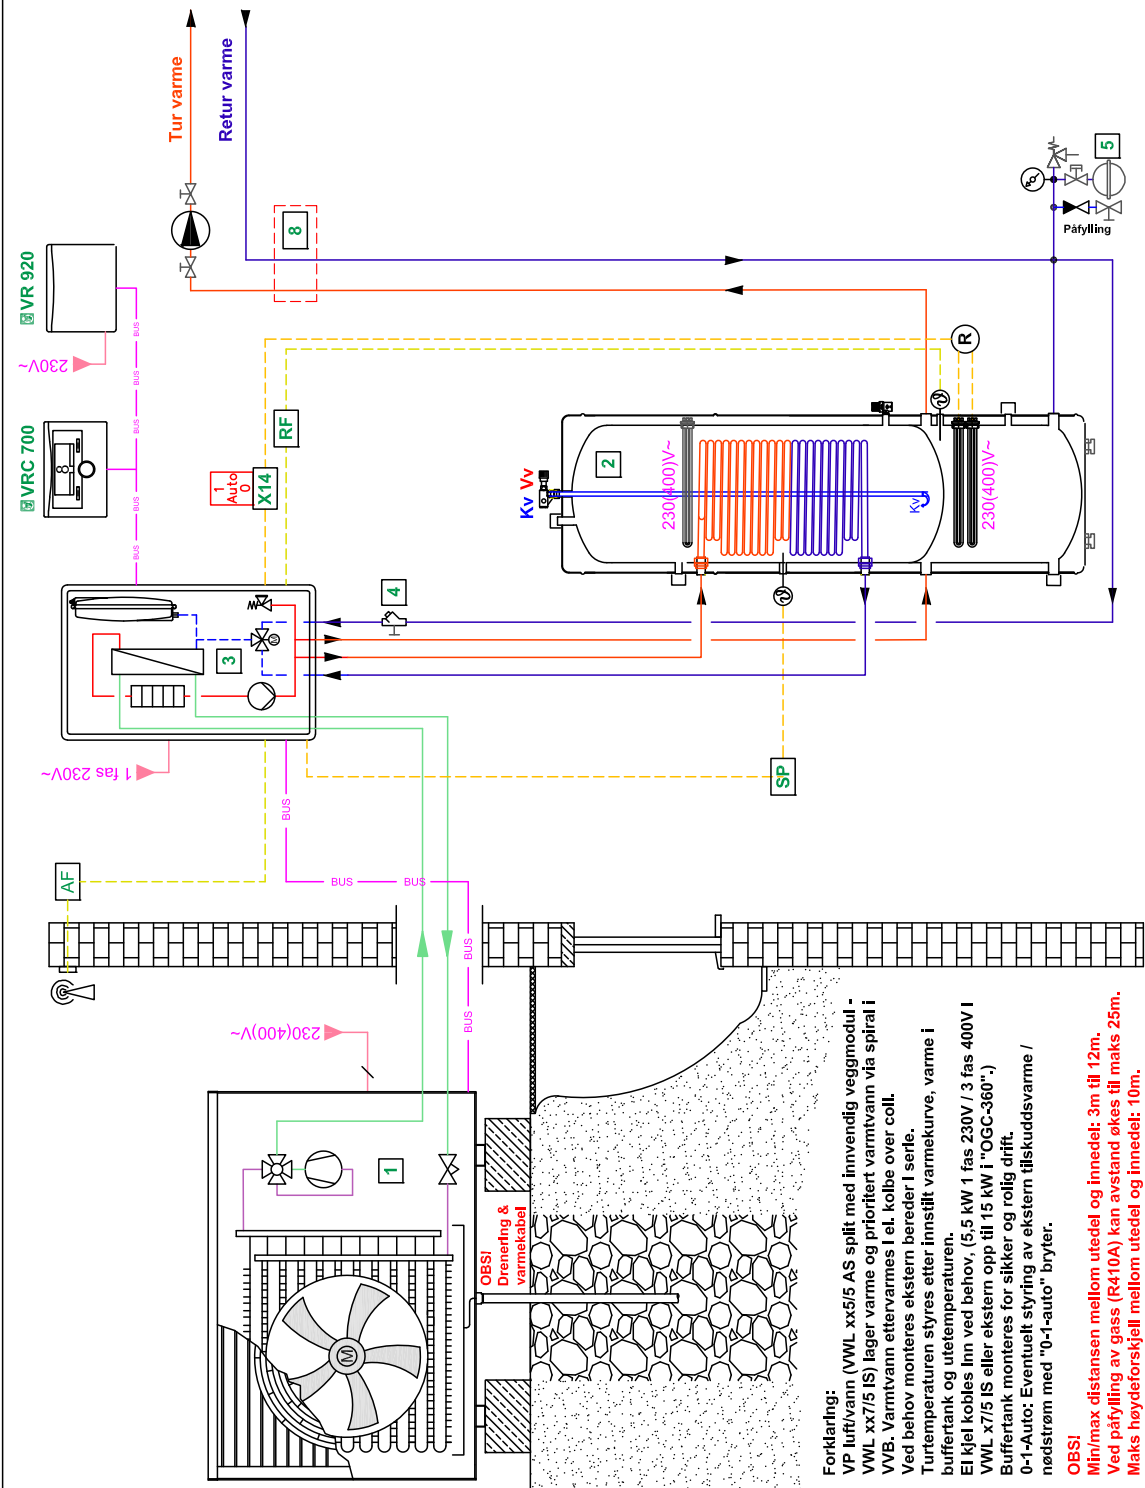 Tur varme
Retur varme
VR 920
230V~
BUS
BUS
VRC 700
8
BUS
BUS
1
Auto
0
X14
RF
8
5
Påfylling
R
Kv
Vv
2
230(400)V~
Kv
230(400)V~
4
3
M
1 fas 230V~
SP
BUS
AF
BUS
BUS
BUS
BUS
230(400)V~
1
M
OBS!
Drenering &
varmekabel
Forklaring:
VP luft/vann (VWL xx5/5 AS split med innvendig veggmodul -
VWL xx7/5 IS) lager varme og prioritert varmtvann via spiral i
VVB. Varmtvann ettervarmes i el. kolbe over coil.
Ved behov monteres ekstern bereder i serie.
Turtemperaturen styres etter innstilt varmekurve, varme i
buffertank og utetemperaturen.
El kjel kobles inn ved behov, (5,5 kW 1 fas 230V / 3 fas 400V i
VWL x7/5 IS eller ekstern opp til 15 kW i "OGC-360".)
Buffertank monteres for sikker og rolig drift.
0-1-Auto: Eventuelt styring av ekstern tilskuddsvarme /
nødstrøm med "0-1-auto" bryter.
OBS!
Min/max distansen mellom utedel og innedel: 3m til 12m.
Ved påfylling av gass (R410A) kan avstand økes til maks 25m.
Maks høydeforskjell mellom utedel og innedel: 10m.